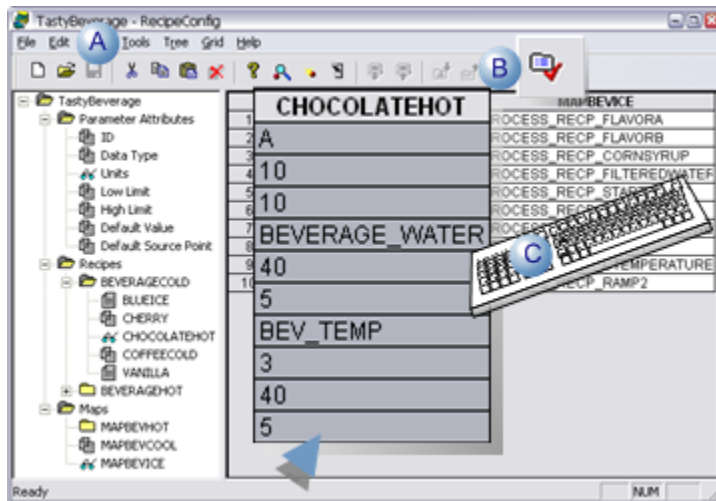 TastyBeverage - RecipeConfig
File Edit Tools Tree Grid Help
A
B
TastyBeverage
Parameter Attributes
ID
Data Type
Units
Low Limit
High Limit
Default Value
Default Source Point
Recipes
BEVERAGECOLD
BLUEICE
CHERRY
CHOCOLATEHOT
COFFEECOLD
VANILLA
BEVERAGEHOT
Maps
MAPBEVHOT
MAPBEVCOOL
MAPBEVICE
CHOCOLATEHOT
A
10
10
BEVERAGE_WATER
40
5
BEV_TEMP
3
40
5
MAPBEVICE
1 ROCESS_RECP_FLAVORA
2 ROCESS_RECP_FLAVORB
3 ROCESS_RECP_CORNSYRUP
4 ROCESS_RECP_FILTEREDWATER
5
6
7
8
9 TEMPERATURE
10 RECP_RAMP2
C
Ready
NUM